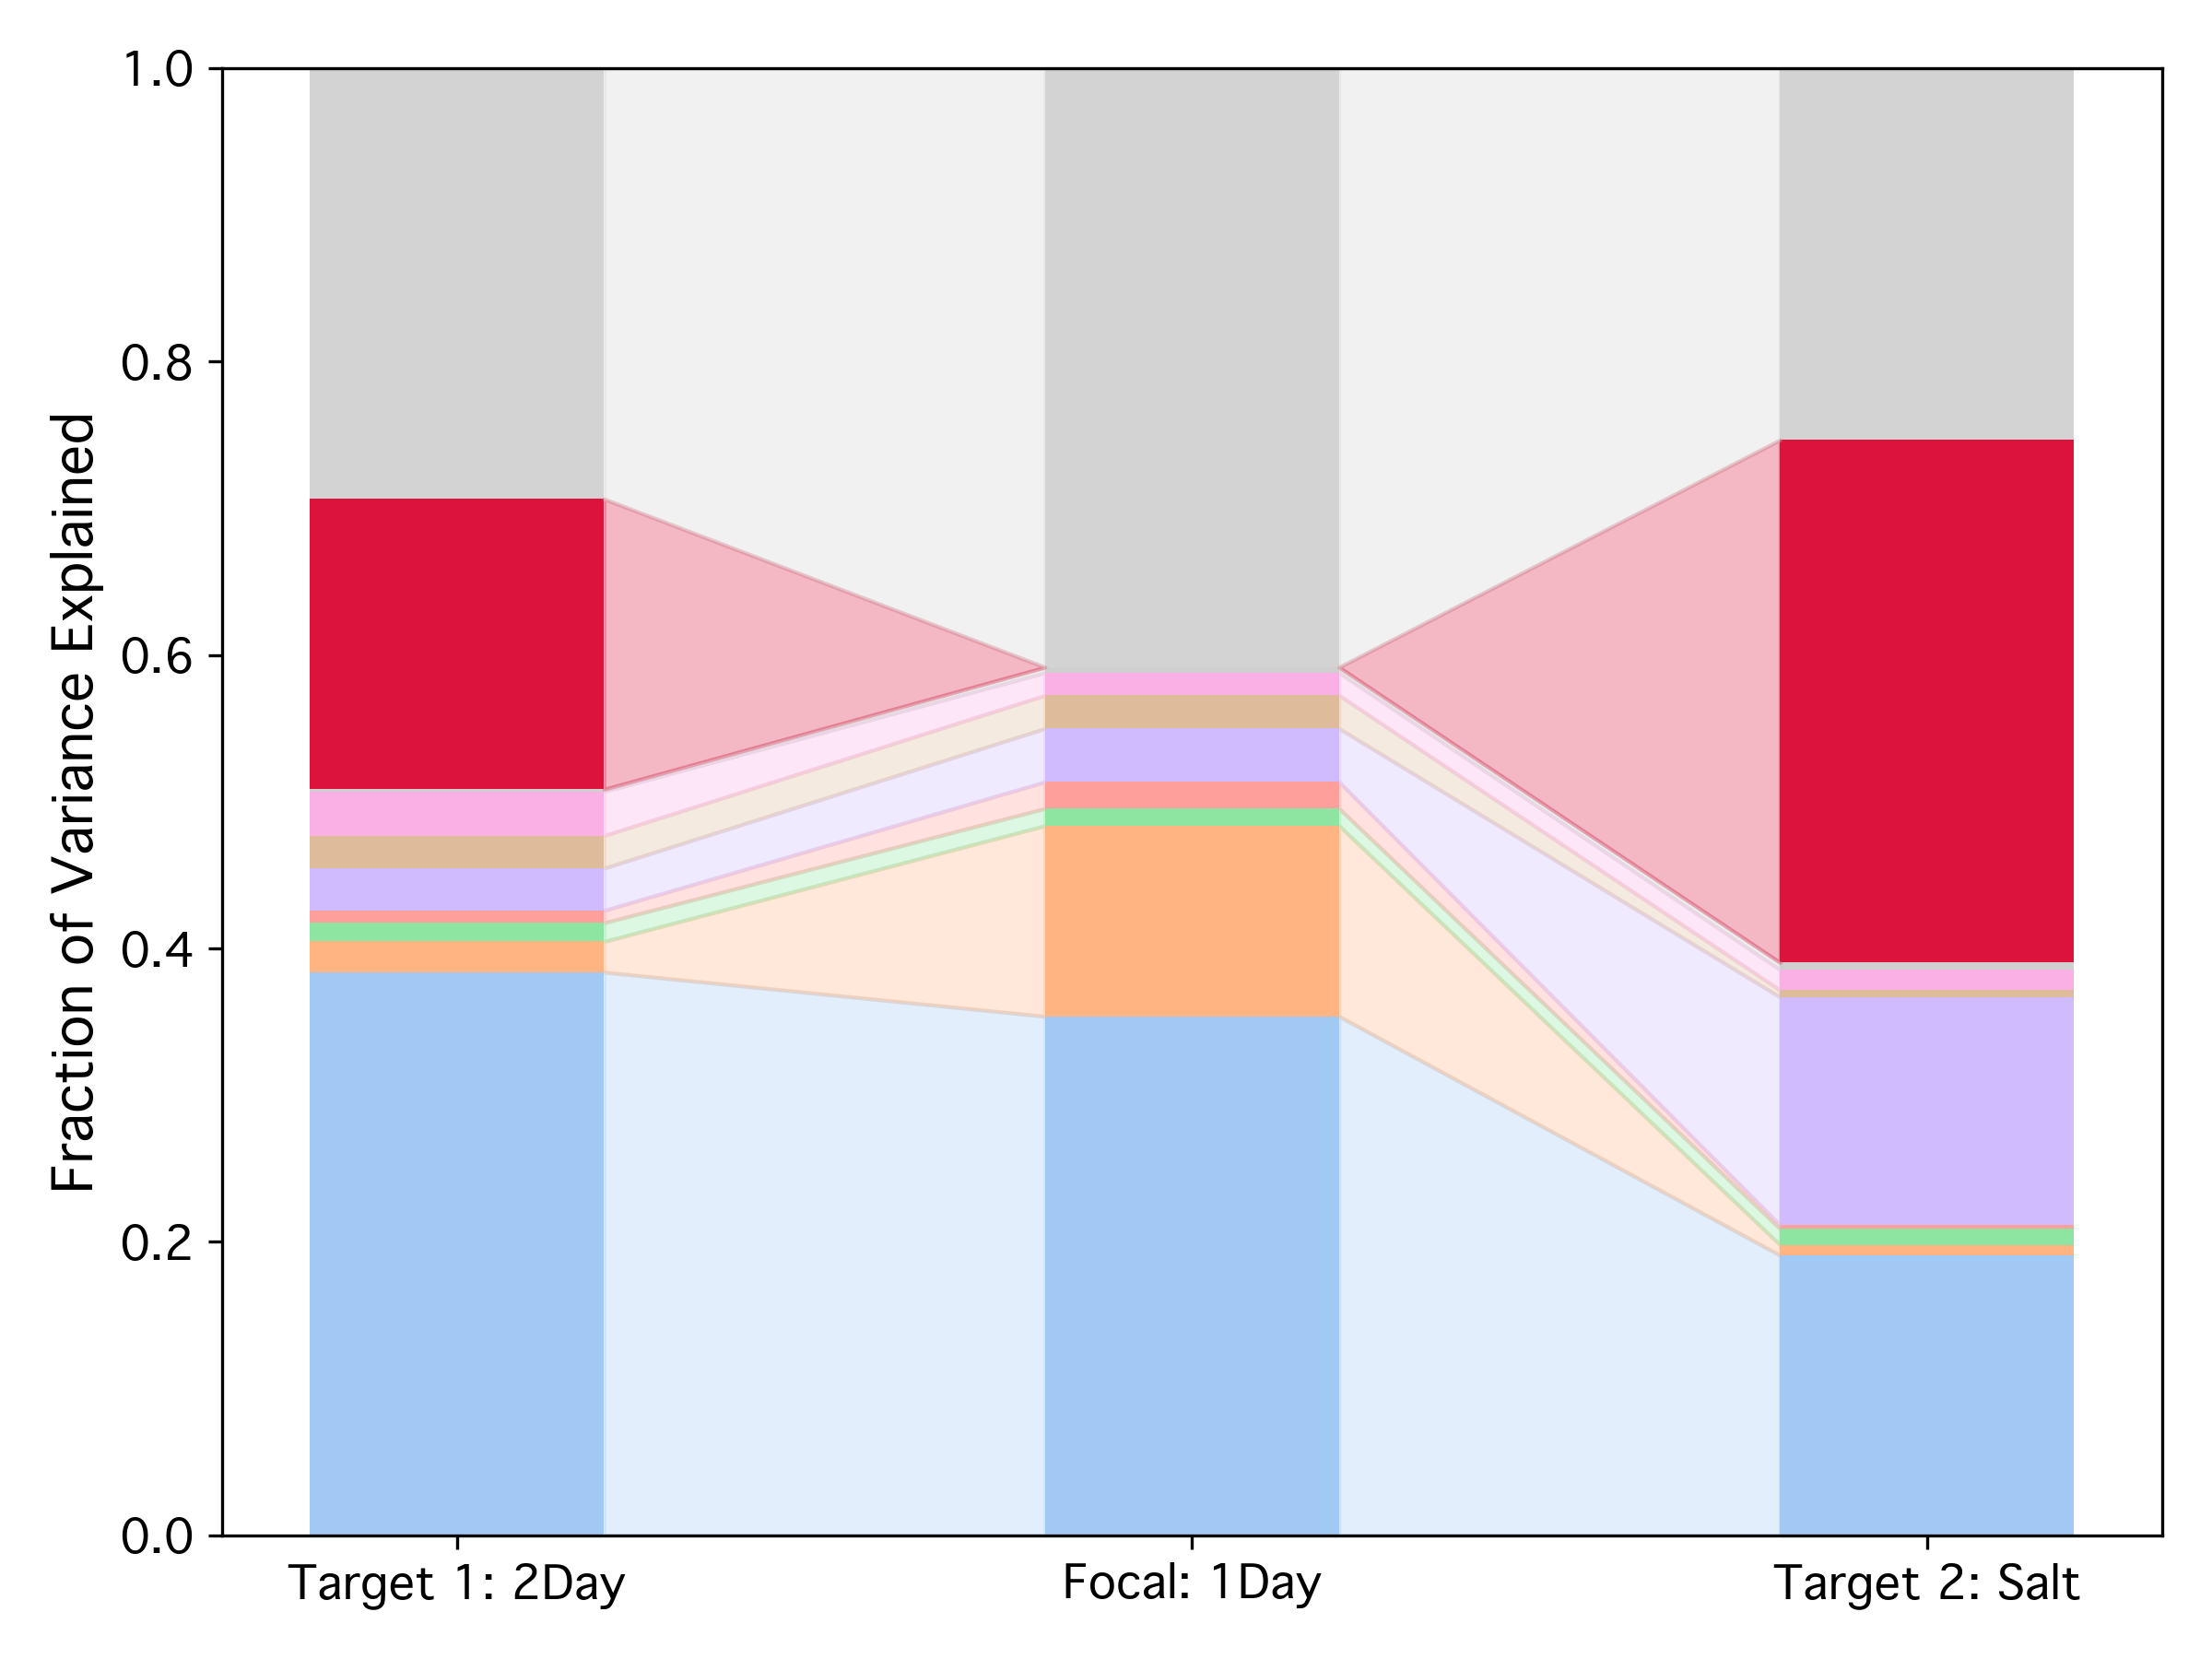 1.0
0.8
0.6
0.4
0.2
0.0
Fraction of Variance Explained
Target 1: 2Day
Focal: 1Day
Target 2: Salt